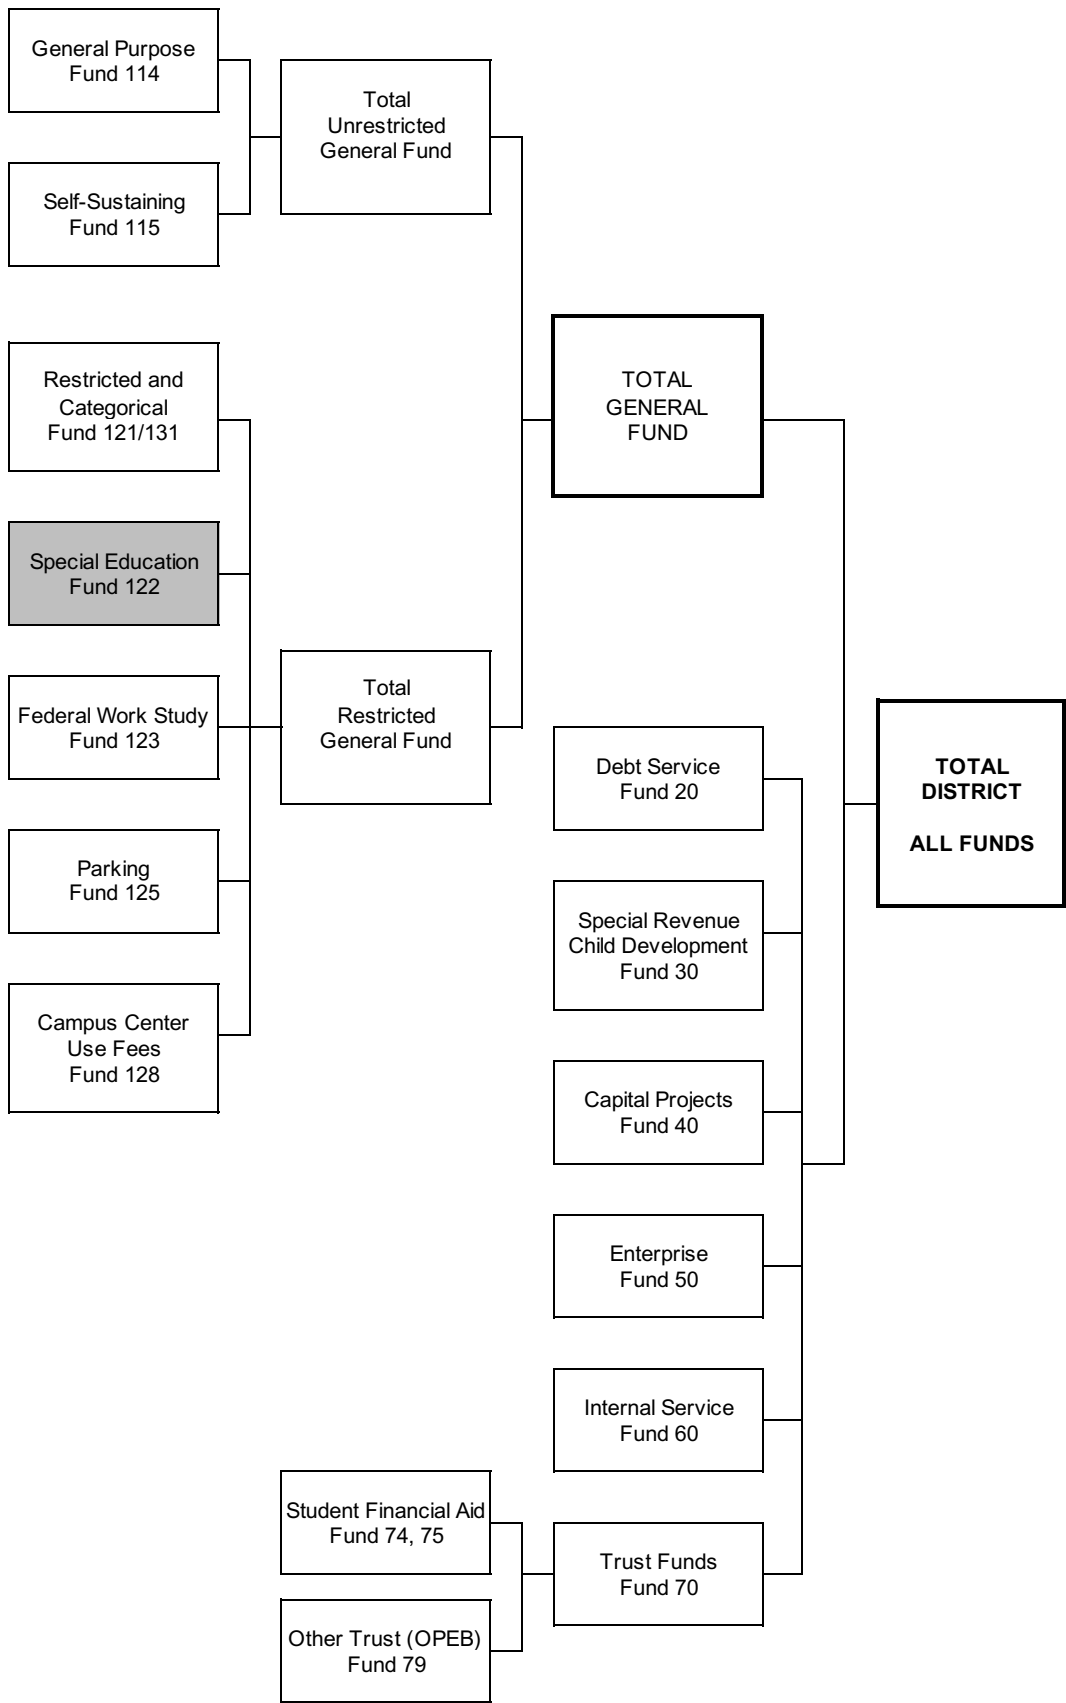 General Purpose
Fund 114
Self-Sustaining
Fund 115
Total
Unrestricted
General Fund
Restricted and
Categorical
Fund 121/131
Special Education
Fund 122
Federal Work Study
Fund 123
Parking
Fund 125
Campus Center
Use Fees
Fund 128
Total
Restricted
General Fund
TOTAL
GENERAL
FUND
Debt Service
Fund 20
Special Revenue
Child Development
Fund 30
Capital Projects
Fund 40
Enterprise
Fund 50
Internal Service
Fund 60
Student Financial Aid
Fund 74, 75
Other Trust (OPEB)
Fund 79
Trust Funds
Fund 70
TOTAL
DISTRICT
ALL FUNDS